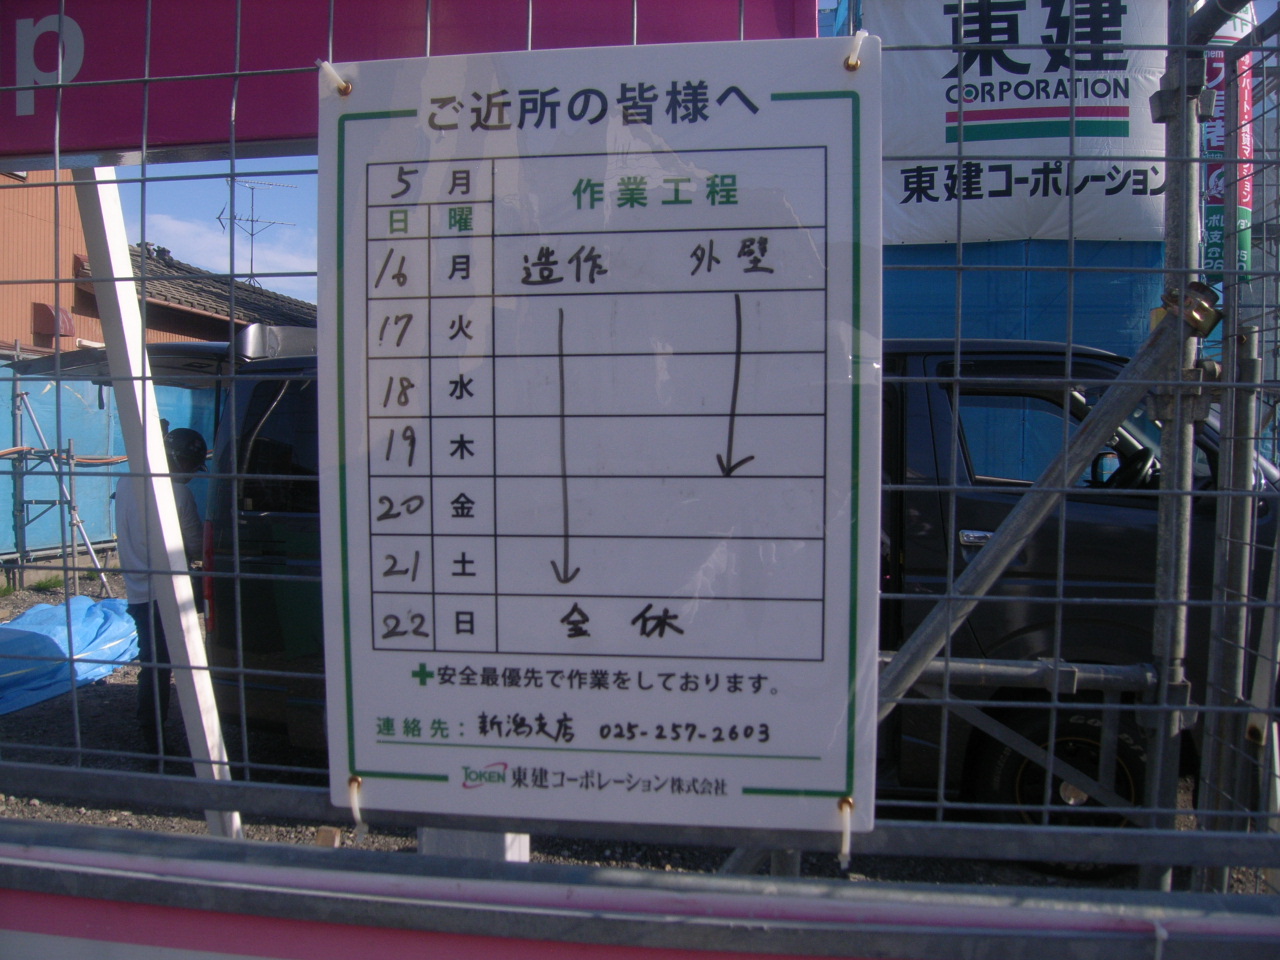 p
東建
CORPORATION
東建コーポレーション
ご近所の皆様へ
5 月 作業工程
日 曜
16 月 造作 外壁
17 火
18 水
19 木
20 金
21 土
22 日 全休
✚安全最優先で作業をしております。
連絡先：新潟支店 025-257-2603
TOKEN 東建コーポレーション株式会社